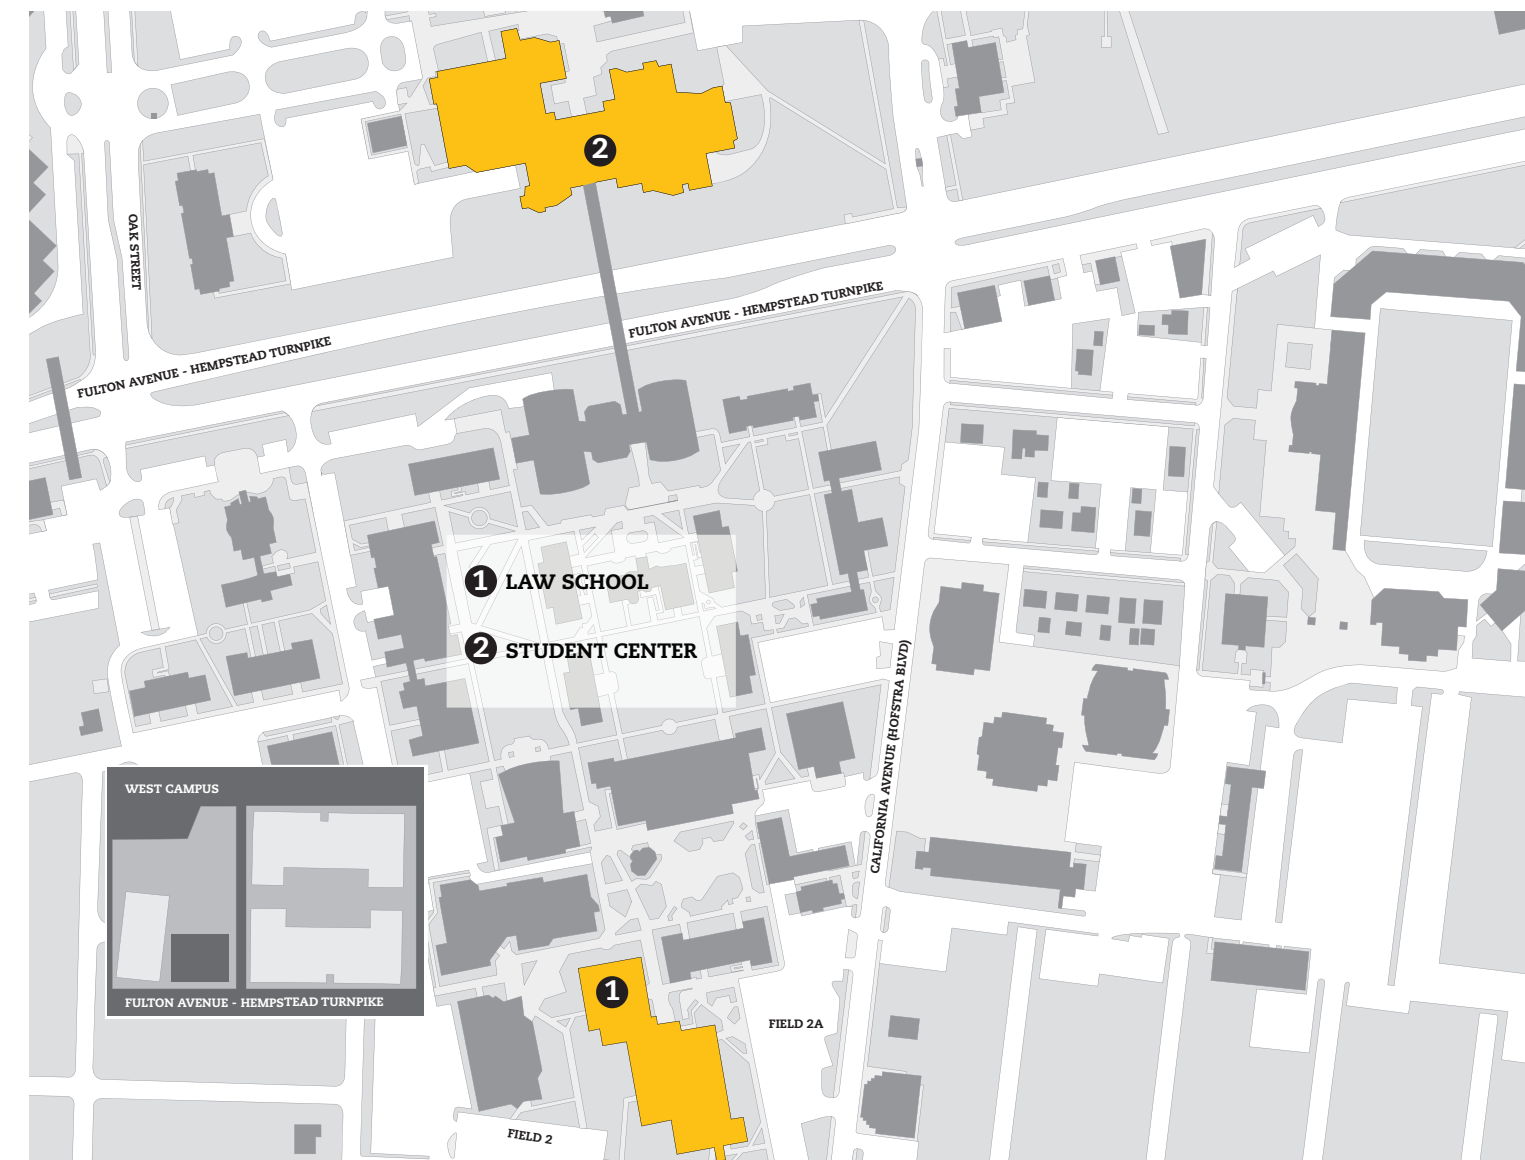 2
OAK STREET
FULTON AVENUE - HEMPSTEAD TURNPIKE
FULTON AVENUE - HEMPSTEAD TURNPIKE
1 LAW SCHOOL
2 STUDENT CENTER
CALIFORNIA AVENUE (HOFSTRA BLVD)
WEST CAMPUS
FULTON AVENUE - HEMPSTEAD TURNPIKE
1
FIELD 2A
FIELD 2